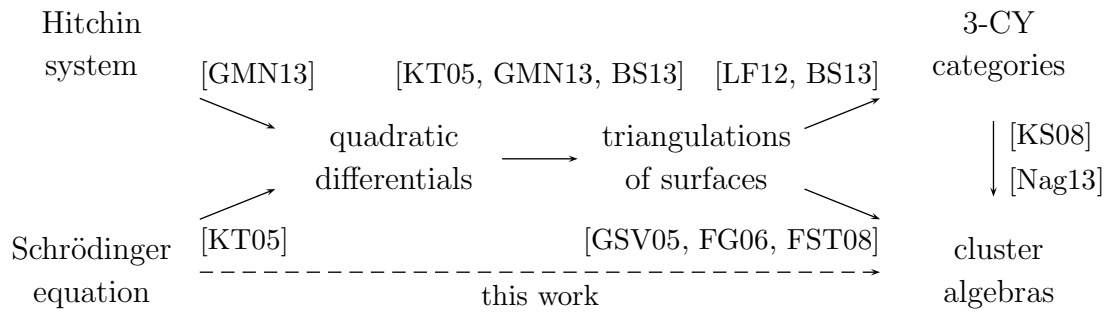 Hitchin
system
3-CY
categories
[GMN13]
[KT05, GMN13, BS13]
[LF12, BS13]
quadratic
differentials
triangulations
of surfaces
[KS08]
[Nag13]
Schrödinger
equation
[KT05]
[GSV05, FG06, FST08]
cluster
algebras
this work